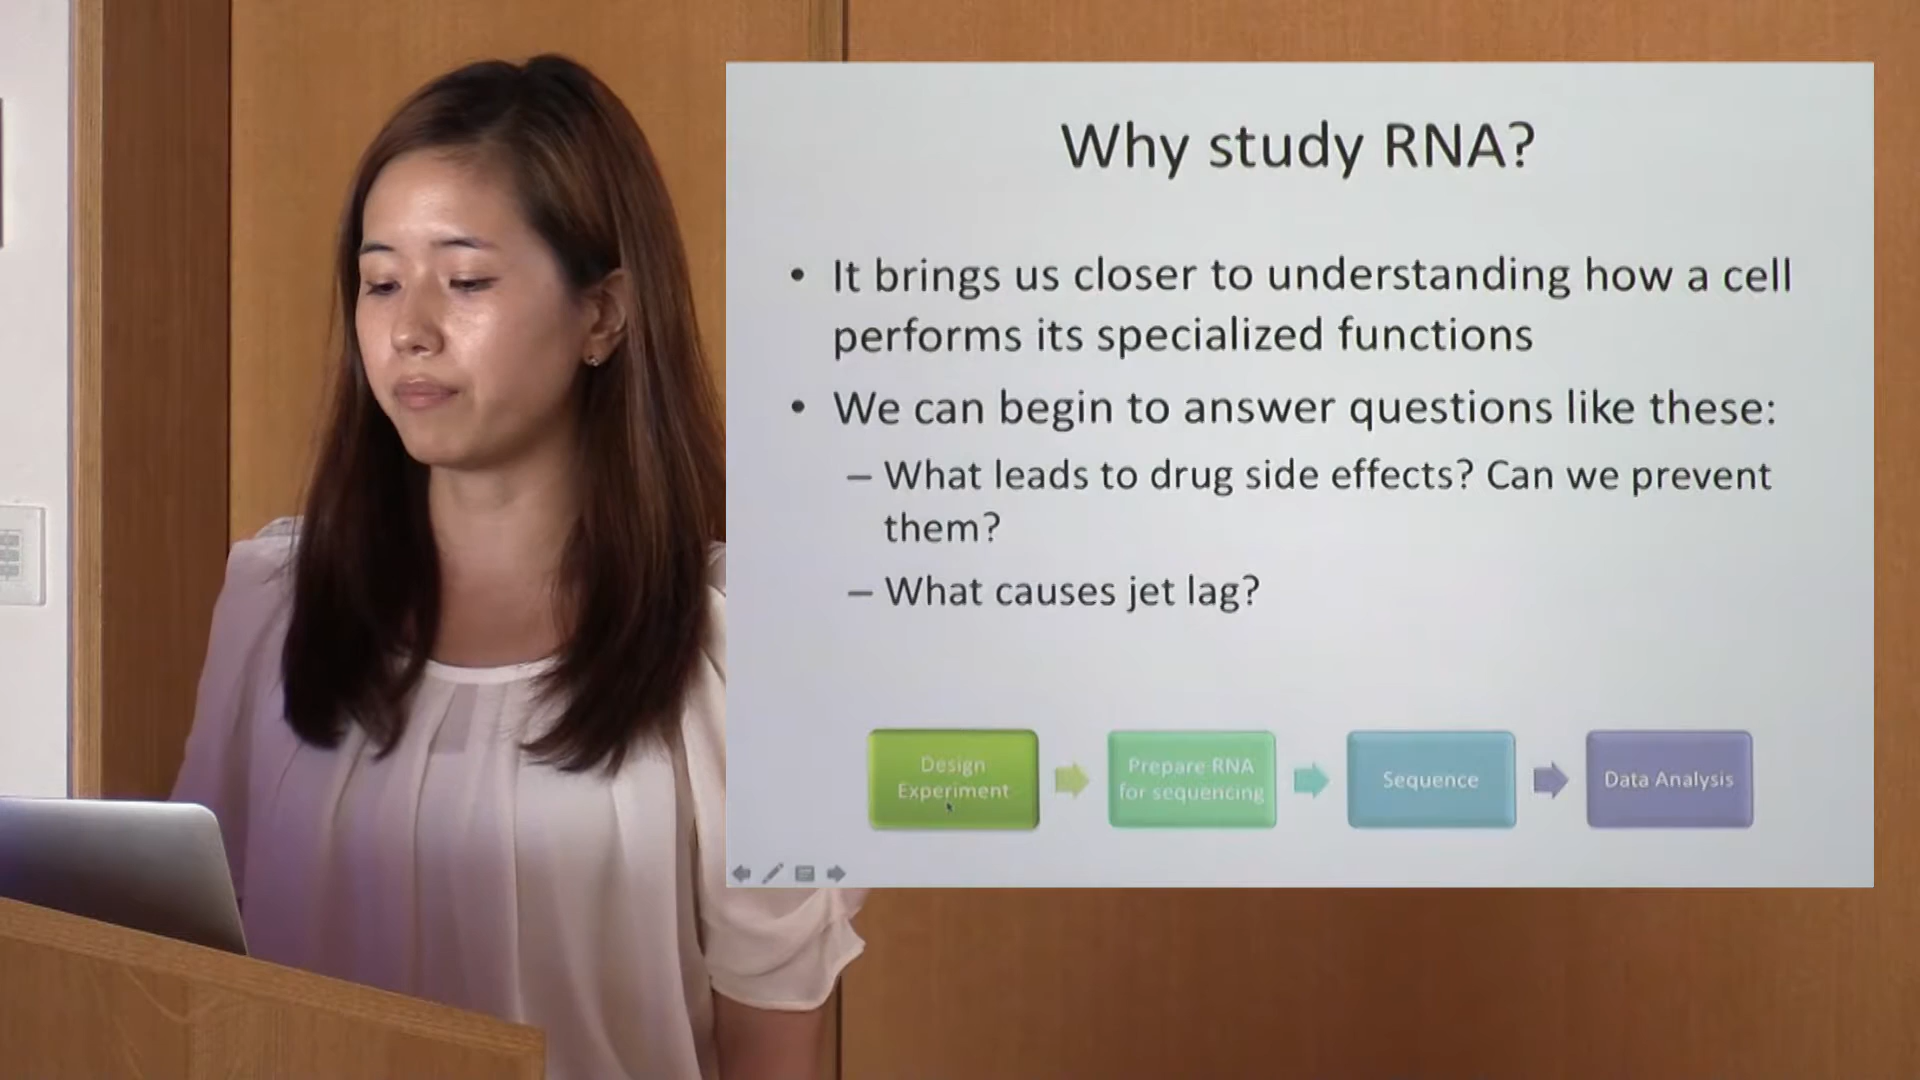 Why study RNA?
• It brings us closer to understanding how a cell
performs its specialized functions
• We can begin to answer questions like these:
– What leads to drug side effects? Can we prevent
them?
– What causes jet lag?
Design
Experiment
Prepare RNA
for sequencing
Sequence
Data Analysis